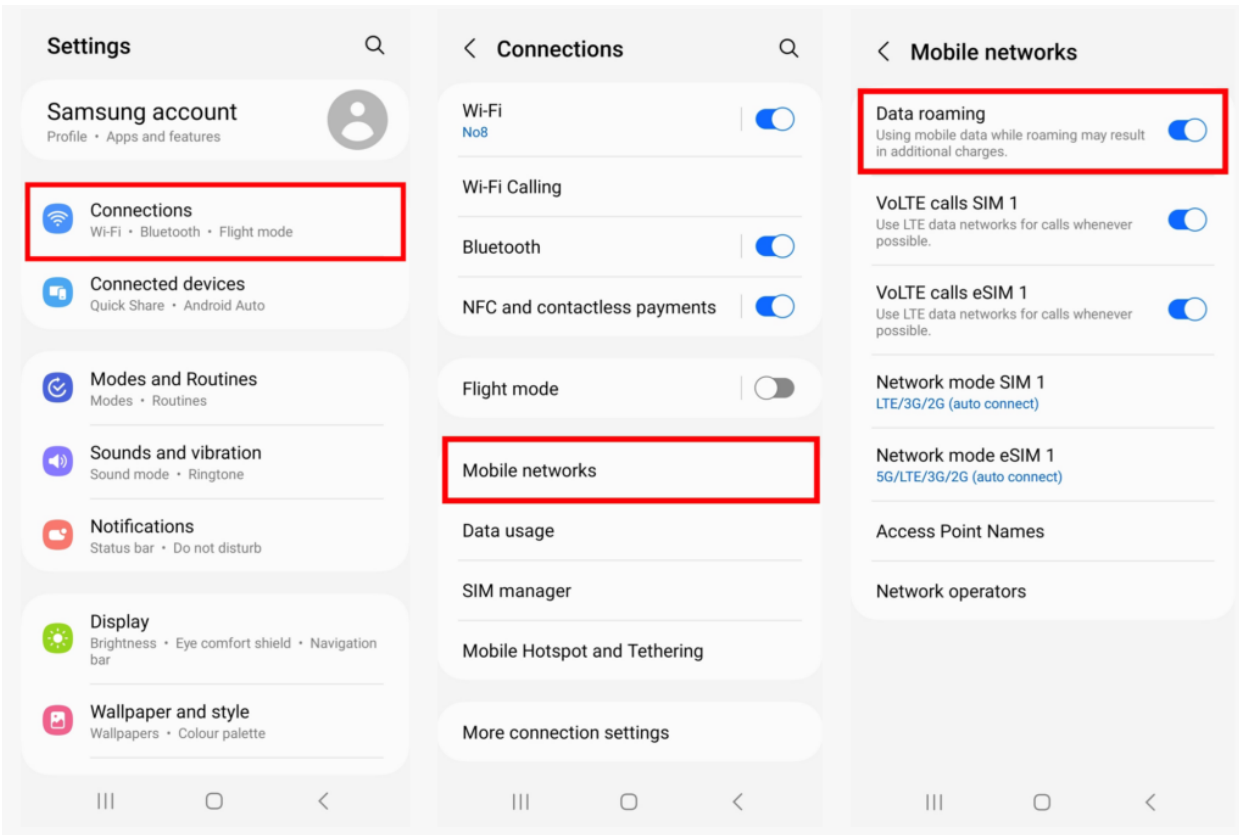 Settings
Samsung account
Profile • Apps and features
Connections
Wi-Fi • Bluetooth • Flight mode
Connected devices
Quick Share • Android Auto
Modes and Routines
Modes • Routines
Sounds and vibration
Sound mode • Ringtone
Notifications
Status bar • Do not disturb
Display
Brightness • Eye comfort shield • Navigation
bar
Wallpaper and style
Wallpapers • Colour palette
Connections
Wi-Fi
No8
Wi-Fi Calling
Bluetooth
NFC and contactless payments
Flight mode
Mobile networks
Data usage
SIM manager
Mobile Hotspot and Tethering
More connection settings
Mobile networks
Data roaming
Using mobile data while roaming may result
in additional charges.
VoLTE calls SIM 1
Use LTE data networks for calls whenever
possible.
VoLTE calls eSIM 1
Use LTE data networks for calls whenever
possible.
Network mode SIM 1
LTE/3G/2G (auto connect)
Network mode eSIM 1
5G/LTE/3G/2G (auto connect)
Access Point Names
Network operators